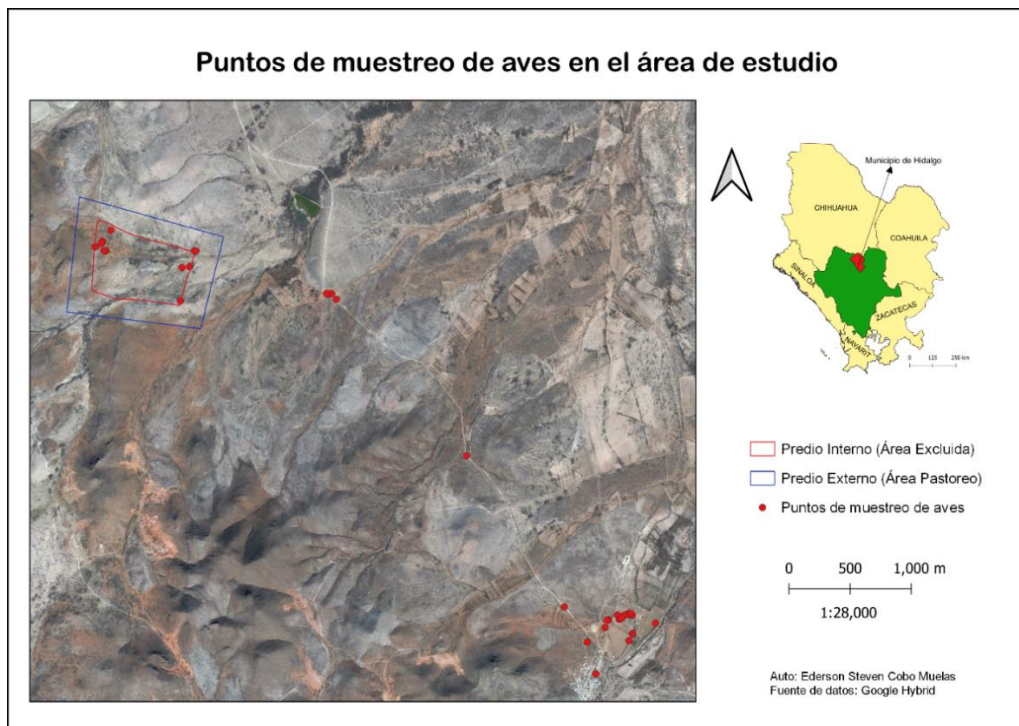 Puntos de muestreo de aves en el área de estudio
Municipio de Hidalgo
CHIHUAHUA
COAHUILA
SINALOA
ZACATECAS
NAYARIT
0 125 250 km
Predio Interno (Área Excluida)
Predio Externo (Área Pastoreo)
Puntos de muestreo de aves
0 500 1,000 m
1:28,000
Auto: Ederson Steven Cobo Muelas
Fuente de datos: Google Hybrid